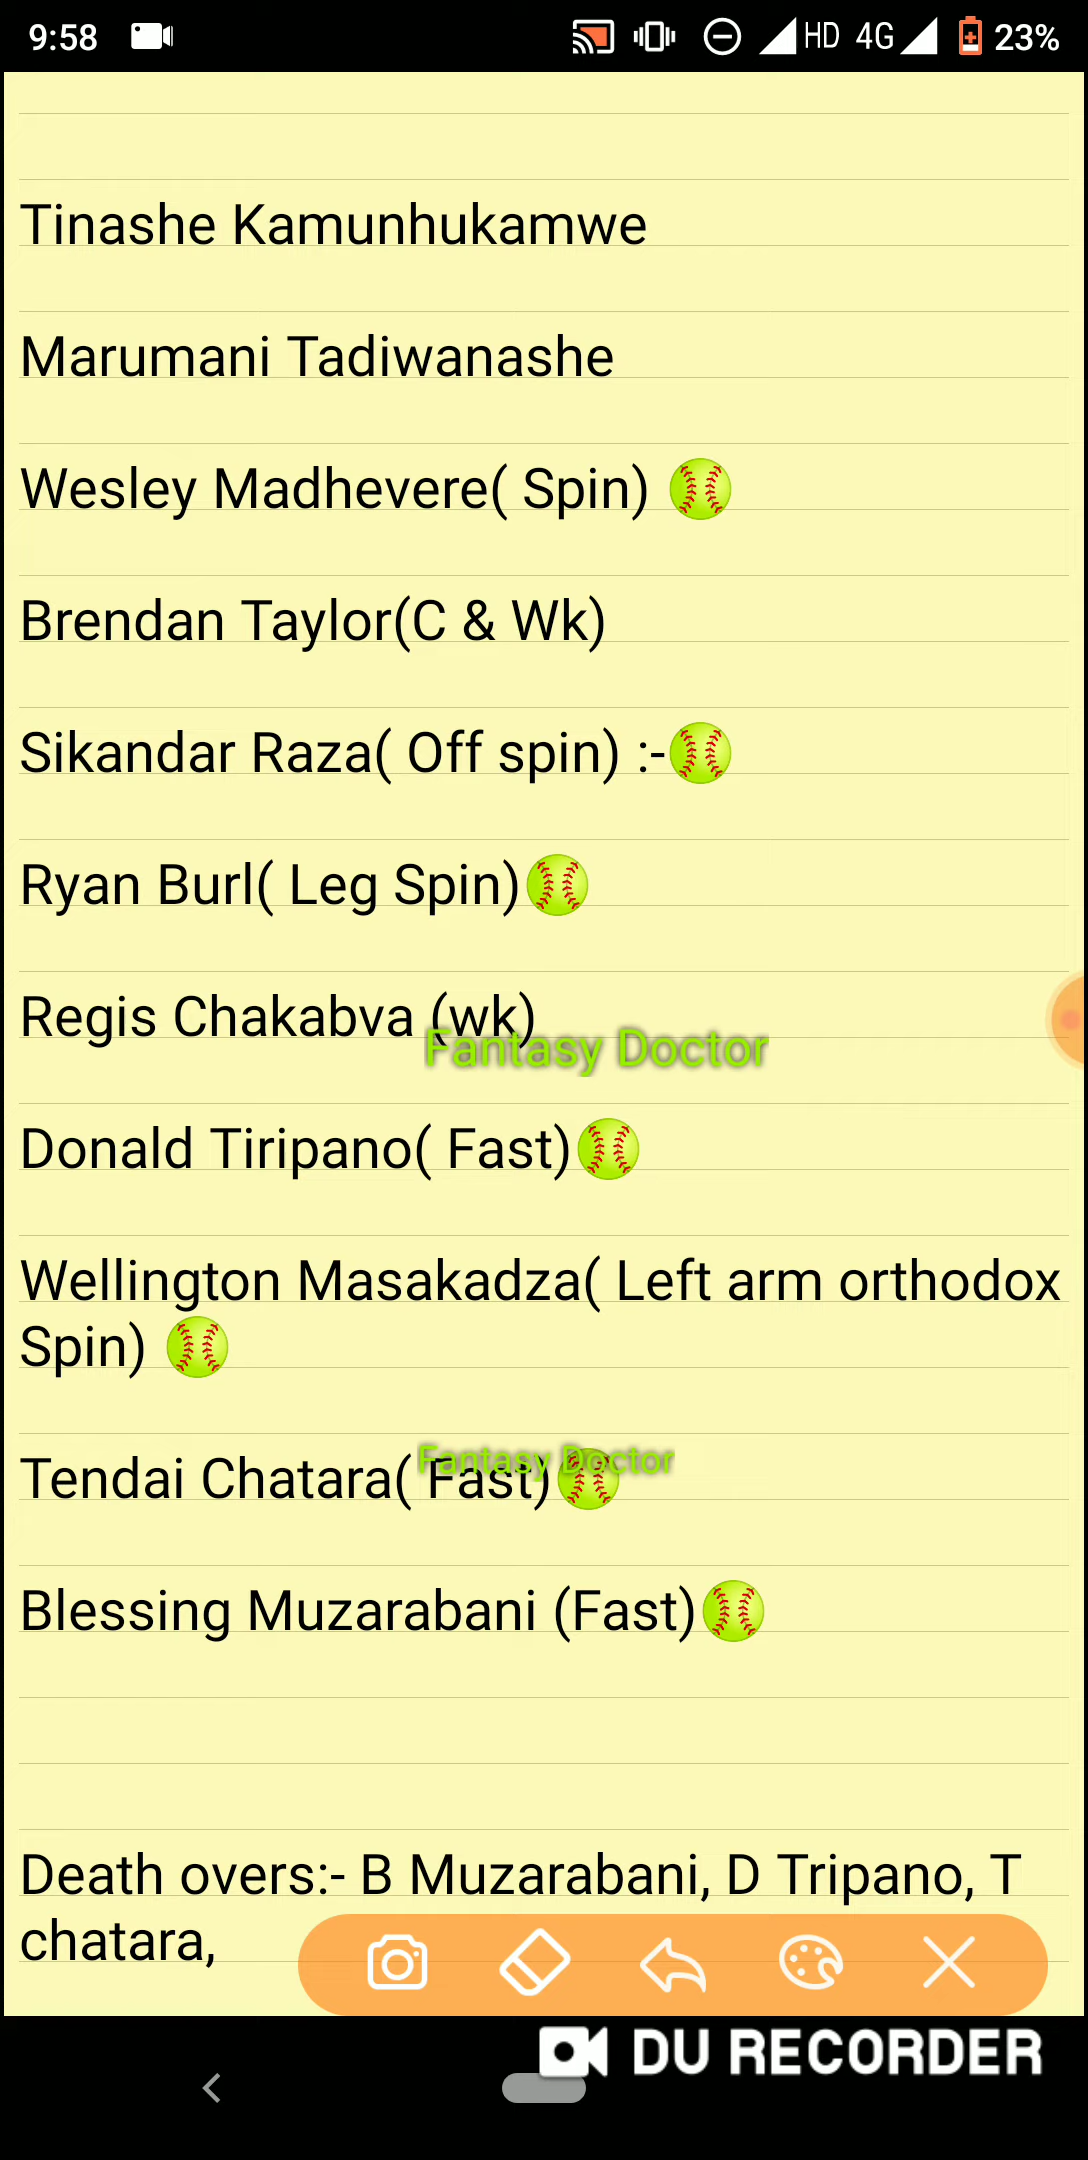 9:58 HD 4G 23%
Tinashe Kamunhukamwe
Marumani Tadiwanashe
Wesley Madhevere( Spin) 🥎
Brendan Taylor(C & Wk)
Sikandar Raza( Off spin) :-🥎
Ryan Burl( Leg Spin)🥎
Regis Chakabva (wk)
Fantasy Doctor
Donald Tiripano( Fast)🥎
Wellington Masakadza( Left arm orthodox
Spin) 🥎
Fantasy Doctor
Tendai Chatara( Fast)🥎
Blessing Muzarabani (Fast)🥎
Death overs:- B Muzarabani, D Tripano, T
chatara,
DU RECORDER